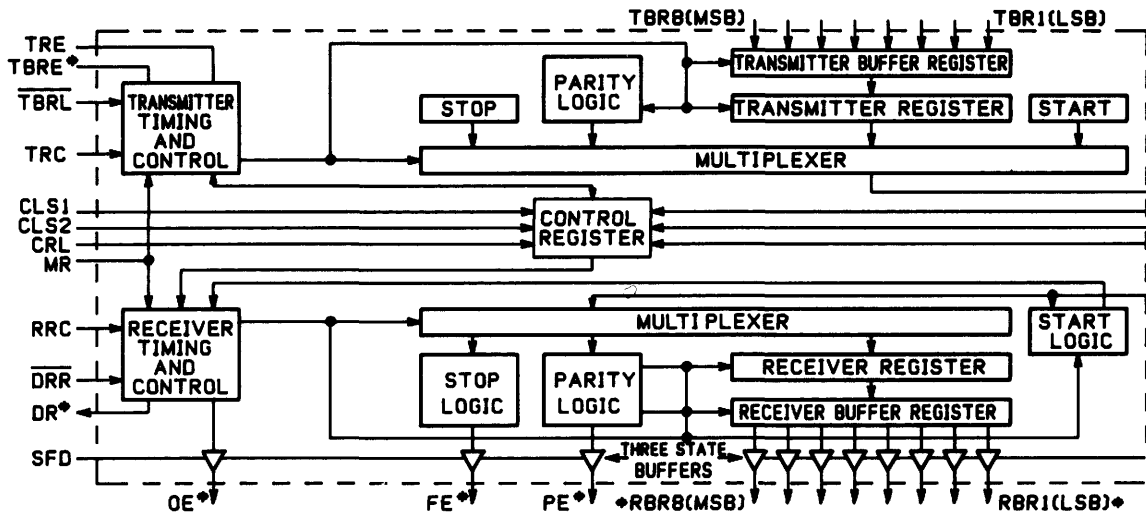 TBR8(MSB) TBR1(LSB)
TRE
TBRE*
TBRL
TRC
TRANSMITTER
TIMING
AND
CONTROL
STOP
PARITY
LOGIC
TRANSMITTER BUFFER REGISTER
TRANSMITTER REGISTER
START
MULTIPLEXER
CLS1
CLS2
CRL
MR
CONTROL
REGISTER
RRC
DRR
DR*
SFD
RECEIVER
TIMING
AND
CONTROL
MULTIPLEXER
START
LOGIC
STOP
LOGIC
PARITY
LOGIC
RECEIVER REGISTER
RECEIVER BUFFER REGISTER
THREE STATE
BUFFERS
OE* FE* PE* *RBR8(MSB) RBR1(LSB)*